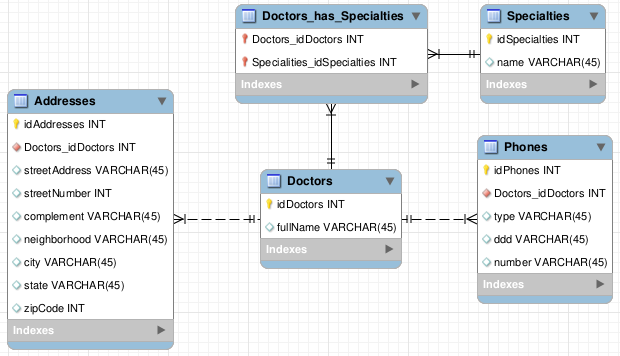 Doctors_has_Specialties
Doctors_idDoctors INT
Specialities_idSpecialties INT
Indexes
Specialties
idSpecialties INT
name VARCHAR(45)
Indexes
Addresses
idAddresses INT
Doctors_idDoctors INT
streetAddress VARCHAR(45)
streetNumber INT
complement VARCHAR(45)
neighborhood VARCHAR(45)
city VARCHAR(45)
state VARCHAR(45)
zipCode INT
Indexes
Doctors
idDoctors INT
fullName VARCHAR(45)
Indexes
Phones
idPhones INT
Doctors_idDoctors INT
type VARCHAR(45)
ddd VARCHAR(45)
number VARCHAR(45)
Indexes